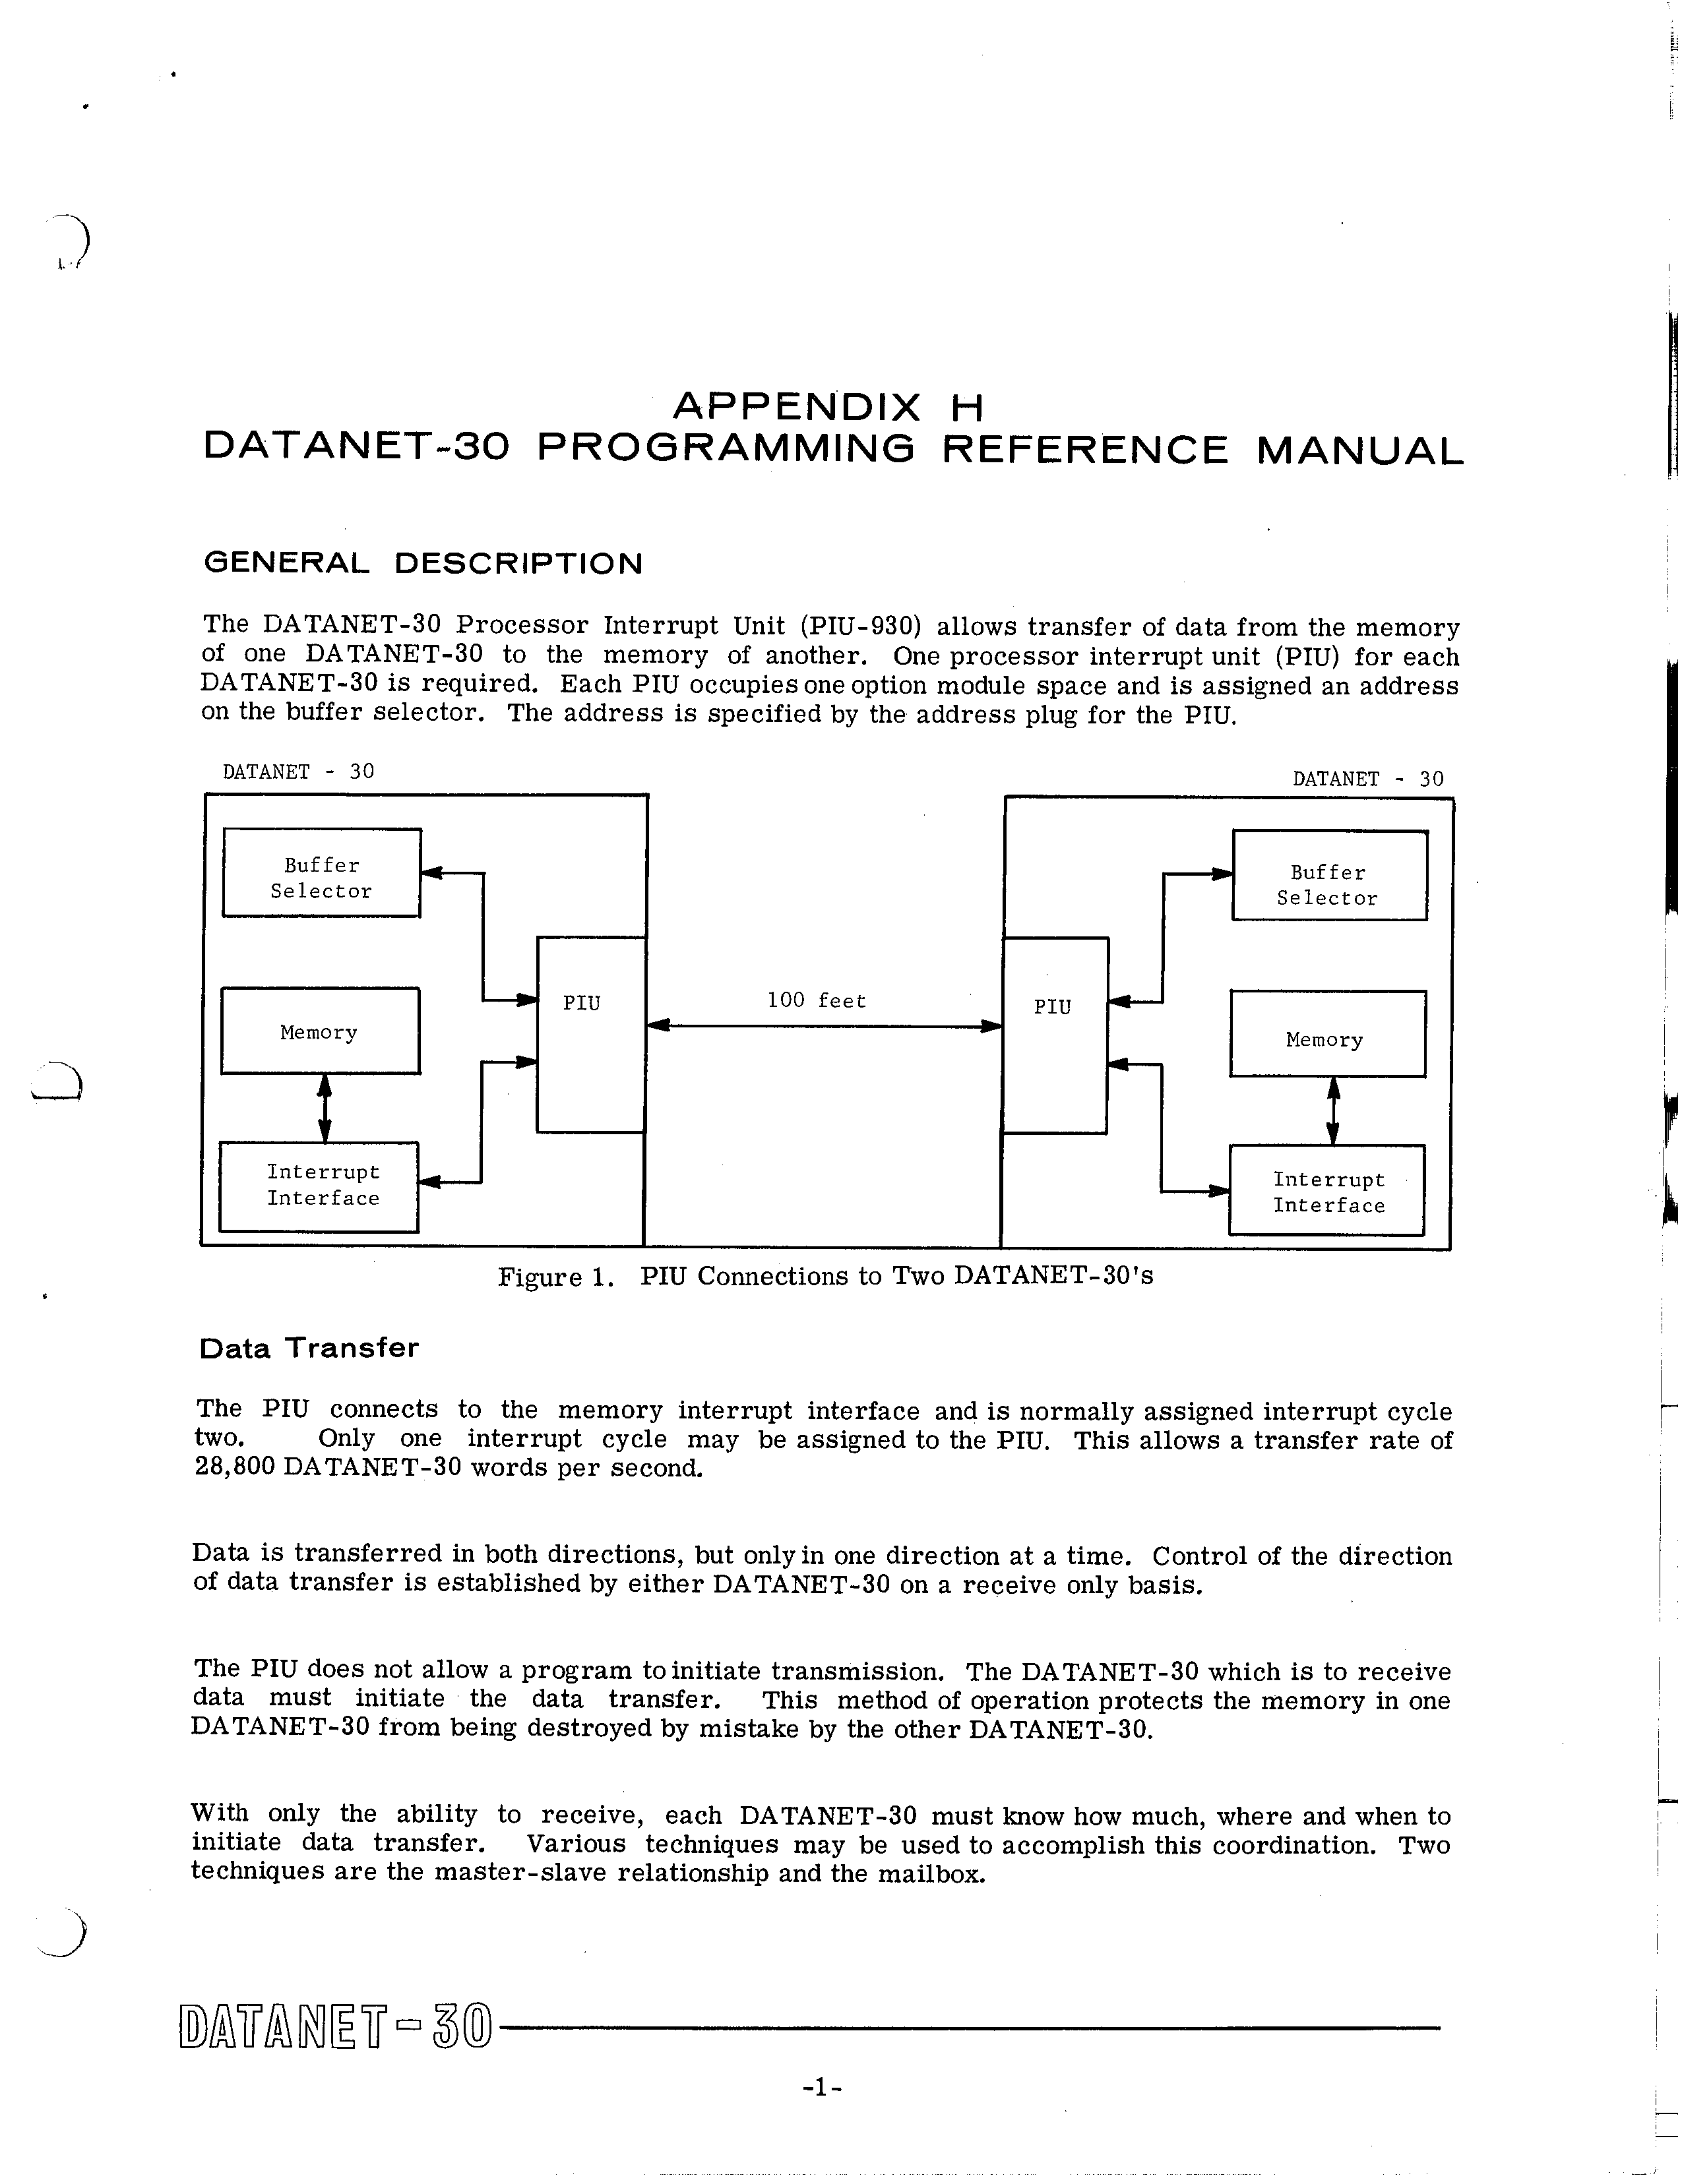 APPENDIX H
DATANET-30 PROGRAMMING REFERENCE MANUAL
GENERAL DESCRIPTION
The DATANET-30 Processor Interrupt Unit (PIU-930) allows transfer of data from the memory
of one DATANET-30 to the memory of another. One processor interrupt unit (PIU) for each
DATANET-30 is required. Each PIU occupies one option module space and is assigned an address
on the buffer selector. The address is specified by the address plug for the PIU.
DATANET - 30
DATANET - 30
Buffer
Selector
Memory
Interrupt
Interface
PIU
100 feet
PIU
Buffer
Selector
Memory
Interrupt
Interface
Figure 1. PIU Connections to Two DATANET-30's
Data Transfer
The PIU connects to the memory interrupt interface and is normally assigned interrupt cycle
two. Only one interrupt cycle may be assigned to the PIU. This allows a transfer rate of
28,800 DATANET-30 words per second.
Data is transferred in both directions, but only in one direction at a time. Control of the direction
of data transfer is established by either DATANET-30 on a receive only basis.
The PIU does not allow a program to initiate transmission. The DATANET-30 which is to receive
data must initiate the data transfer. This method of operation protects the memory in one
DATANET-30 from being destroyed by mistake by the other DATANET-30.
With only the ability to receive, each DATANET-30 must know how much, where and when to
initiate data transfer. Various techniques may be used to accomplish this coordination. Two
techniques are the master-slave relationship and the mailbox.
DATANET-30
-1-